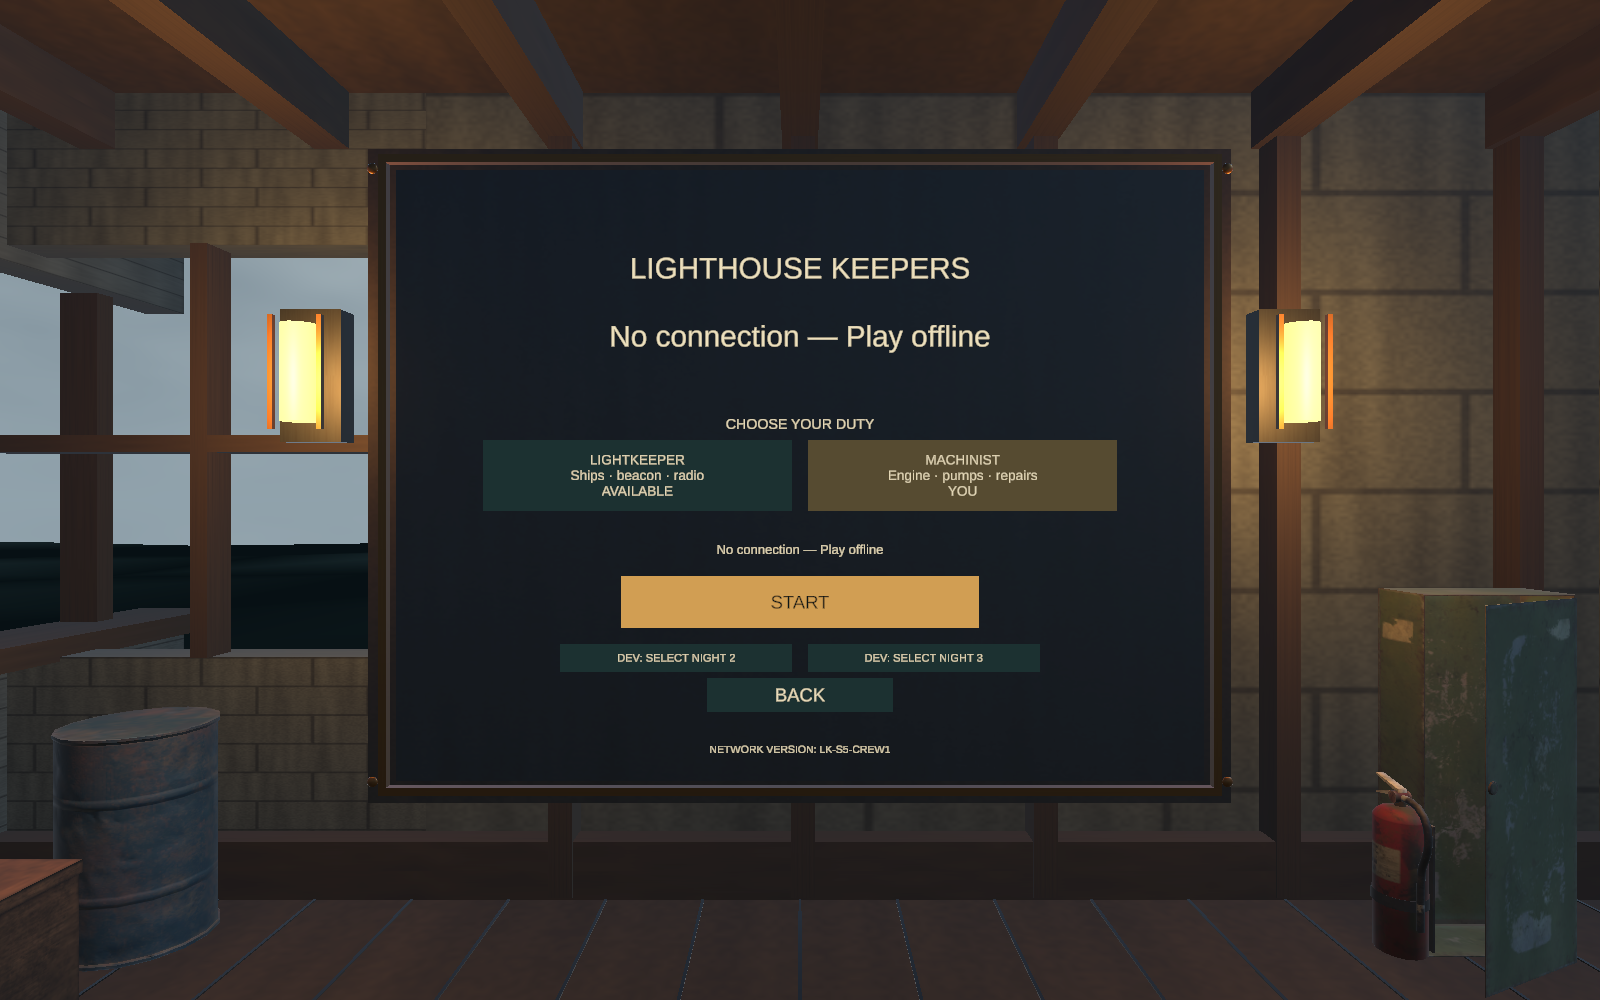 LIGHTHOUSE KEEPERS
No connection — Play offline
CHOOSE YOUR DUTY
LIGHTKEEPER
Ships · beacon · radio
AVAILABLE
MACHINIST
Engine · pumps · repairs
YOU
No connection — Play offline
START
DEV: SELECT NIGHT 2
DEV: SELECT NIGHT 3
BACK
NETWORK VERSION: LK-S5-CREW1